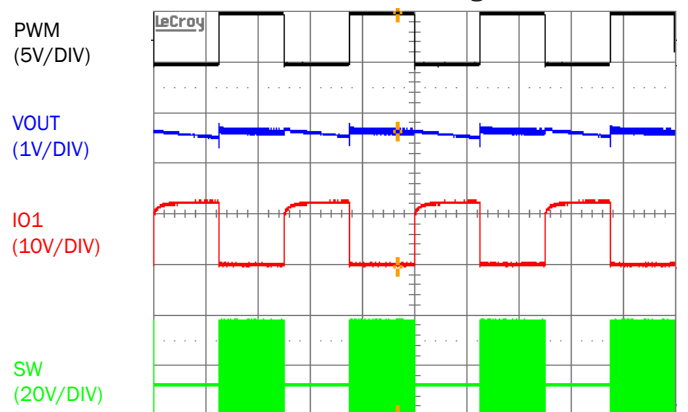 LeCroy
PWM
(5V/DIV)
VOUT
(1V/DIV)
IO1
(10V/DIV)
SW
(20V/DIV)